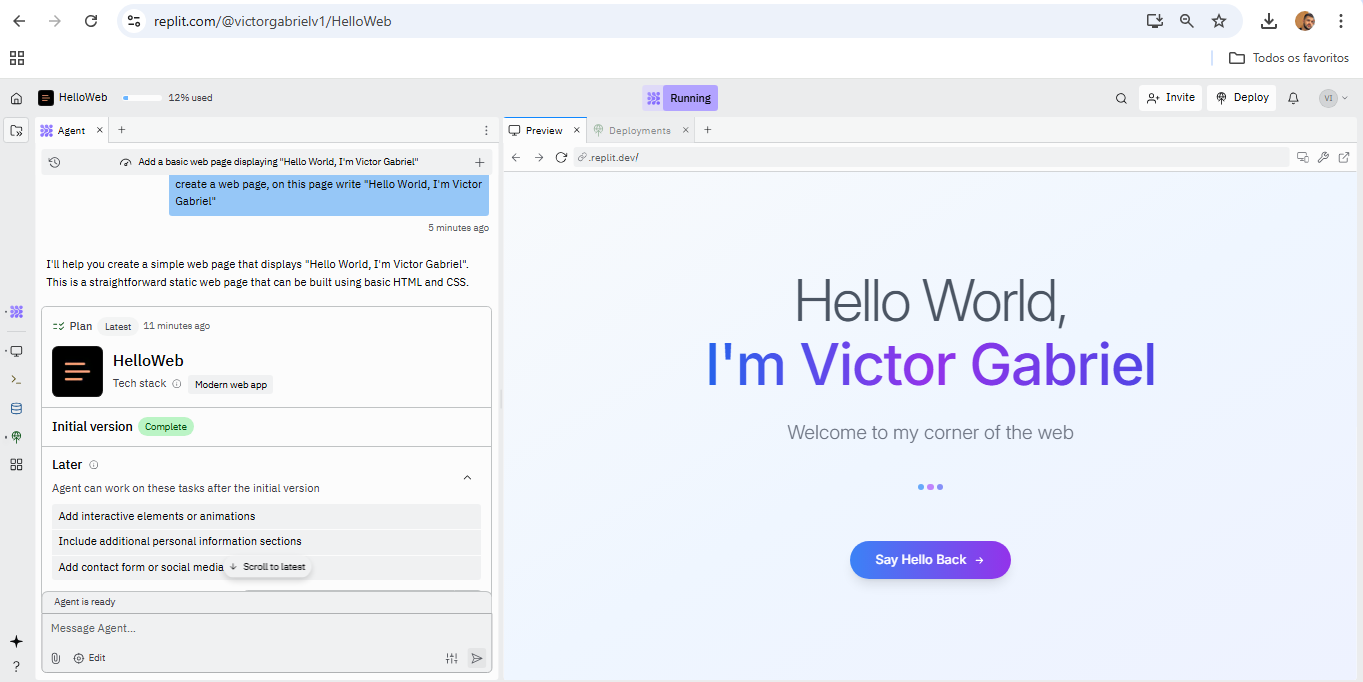 replit.com/@victorgabrielv1/HelloWeb
Todos os favoritos
HelloWeb
12% used
Running
Invite
Deploy
VI
Agent
Add a basic web page displaying "Hello World, I'm Victor Gabriel"
create a web page, on this page write "Hello World, I'm Victor
Gabriel"
5 minutes ago
I'll help you create a simple web page that displays "Hello World, I'm Victor Gabriel".
This is a straightforward static web page that can be built using basic HTML and CSS.
Plan Latest 11 minutes ago
HelloWeb
Tech stack Modern web app
Initial version Complete
Later
Agent can work on these tasks after the initial version
Add interactive elements or animations
Include additional personal information sections
Add contact form or social media
Scroll to latest
Agent is ready
Message Agent...
Edit
Preview
Deployments
.replit.dev/
Hello World,
I'm Victor Gabriel
Welcome to my corner of the web
Say Hello Back →